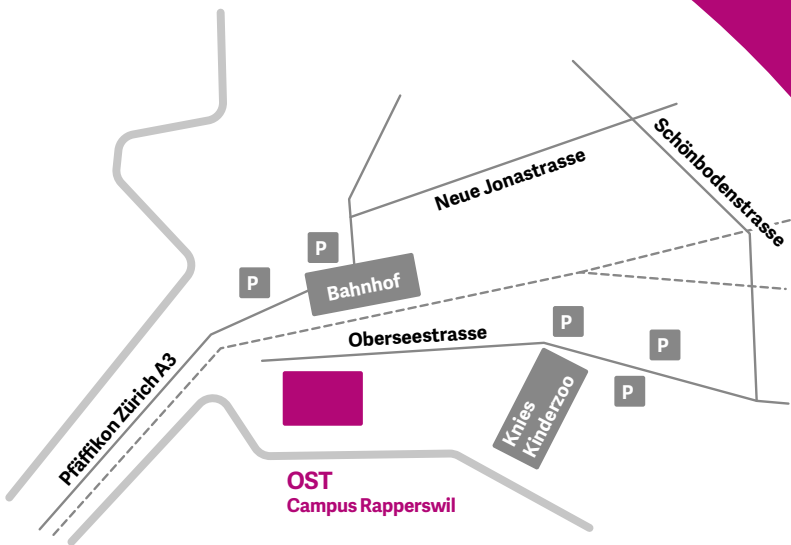 Schönbodenstrasse
Neue Jonastrasse
P
P
Bahnhof
P
Oberseestrasse
P
P
Pfäffikon Zürich A3
Knies
Kinderzoo
OST
Campus Rapperswil